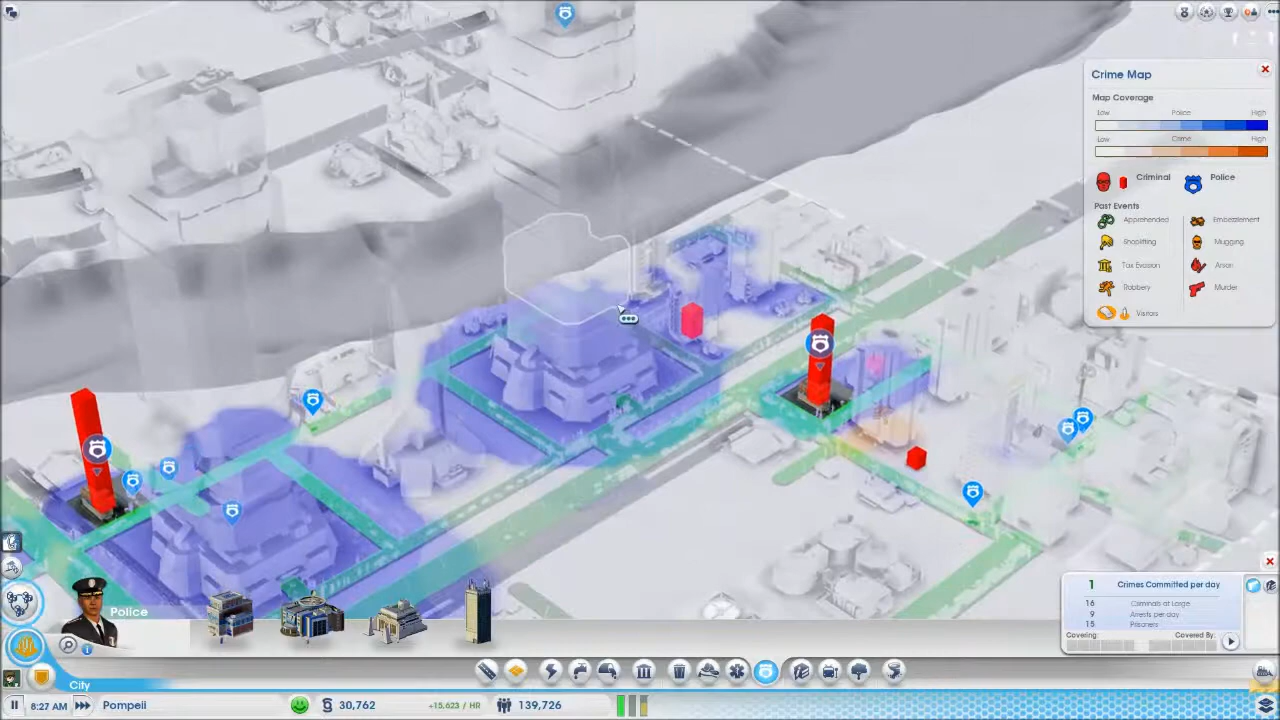 Crime Map
Map Coverage
Low Police High
Low Crime High
Criminal Police
Past Events
Apprehended Embezzlement
Shoplifting Mugging
Tax Evasion Arson
Robbery Murder
Visitors
1 Crimes Committed per day
16 Criminals at Large
9 Arrests per day
15 Prisoners
Covering: Covered By:
Police
City
8:27 AM Pompeii 30,762 +15,623 / HR 139,726